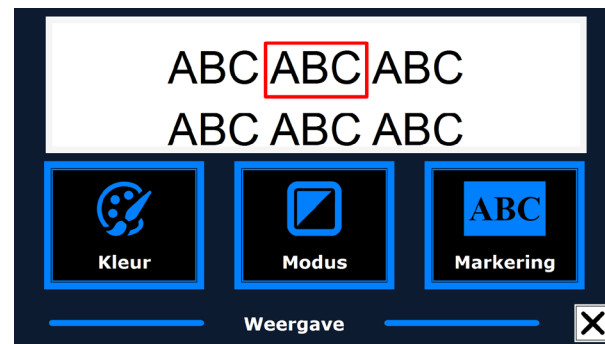 ABC ABC ABC
ABC ABC ABC
ABC
Kleur Modus Markering
Weergave